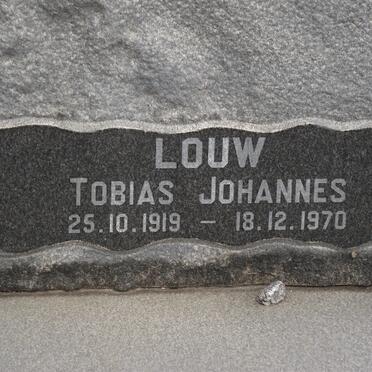 LOUW
TOBIAS JOHANNES
25.10.1919 – 18.12.1970